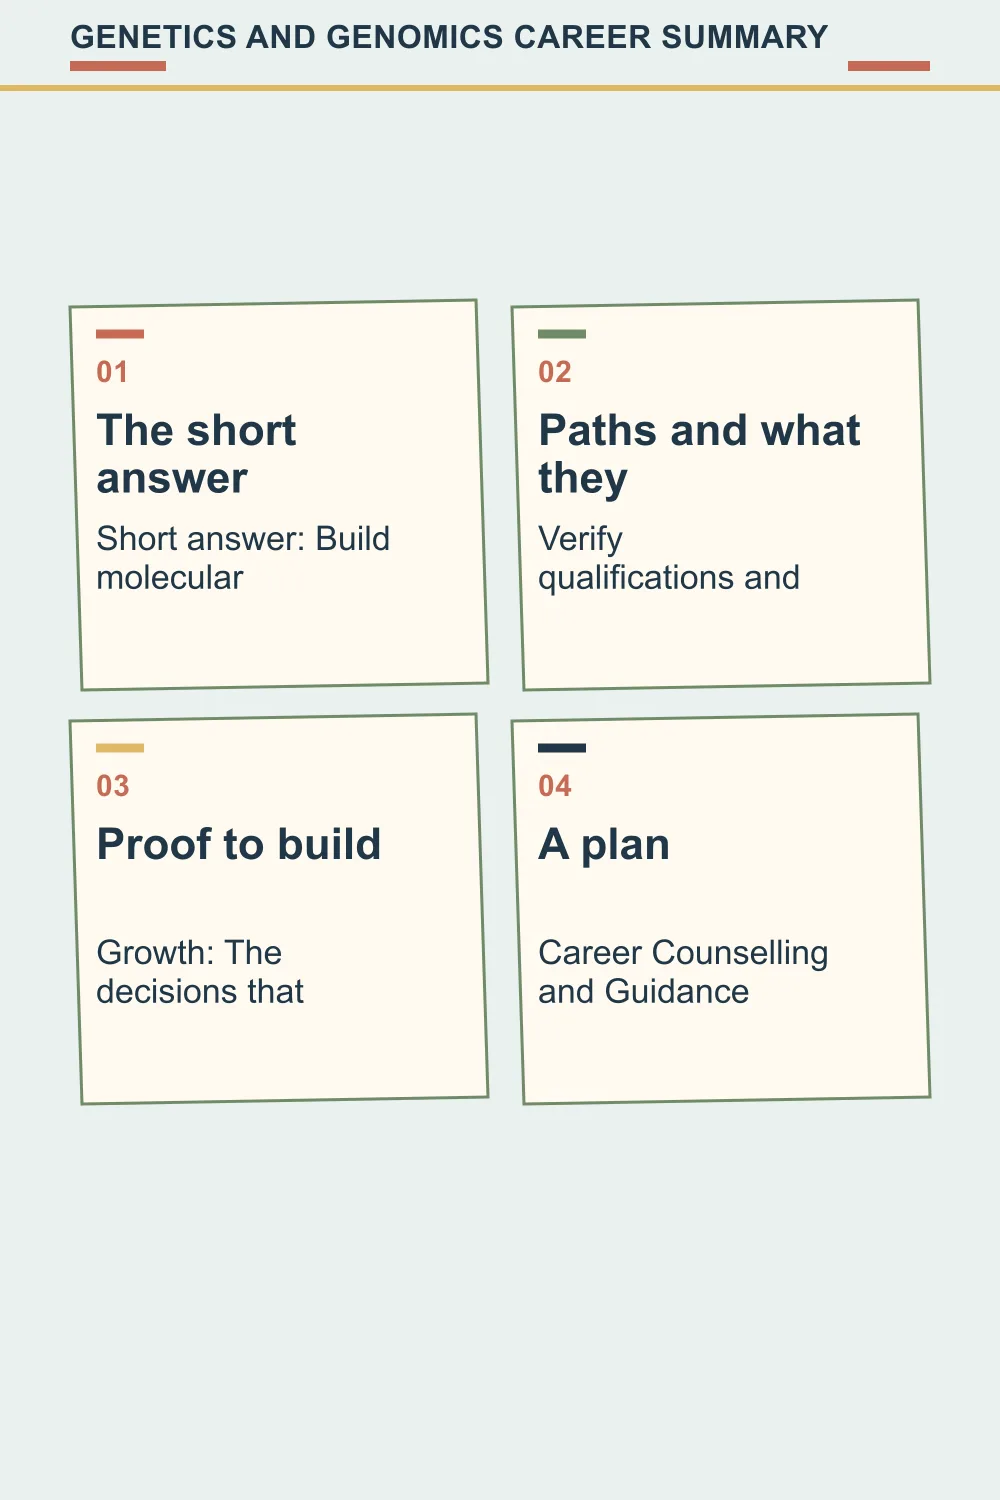 GENETICS AND GENOMICS CAREER SUMMARY
01
The short
answer
Short answer: Build
molecular
02
Paths and what
they
Verify
qualifications and
03
Proof to build
Growth: The
decisions that
04
A plan
Career Counselling
and Guidance